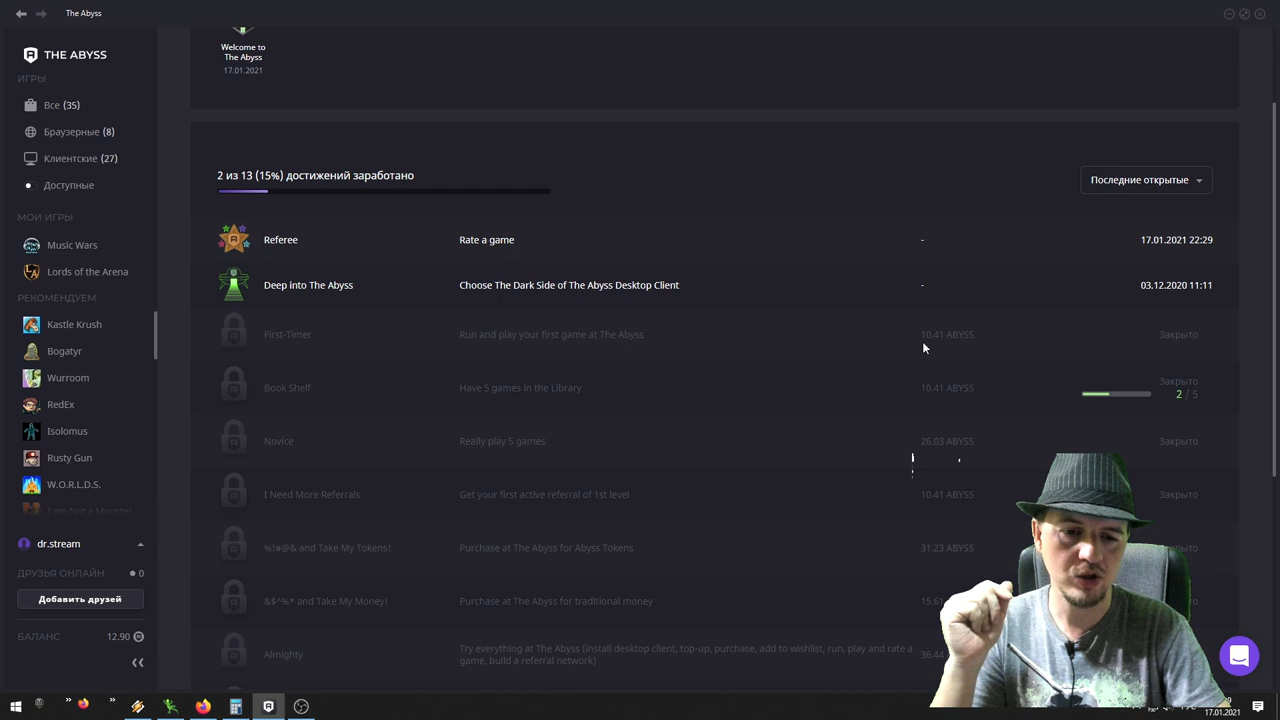 The Abyss
THE ABYSS
ИГРЫ
Все (35)
Браузерные (8)
Клиентские (27)
Доступные
МОИ ИГРЫ
Music Wars
Lords of the Arena
РЕКОМЕНДУЕМ
Kastle Krush
Bogatyr
Wurroom
RedEx
Isolomus
Rusty Gun
W.O.R.L.D.S.
I am Not a Monster
dr.stream
ДРУЗЬЯ ОНЛАЙН 0
Добавить друзей
БАЛАНС 12.90
Welcome to
The Abyss
17.01.2021
2 из 13 (15%) достижений заработано
Последние открытые
Referee Rate a game - 17.01.2021 22:29
Deep into The Abyss Choose The Dark Side of The Abyss Desktop Client - 03.12.2020 11:11
First-Timer Run and play your first game at The Abyss 10.41 ABYSS Закрыто
Book Shelf Have 5 games in the Library 10.41 ABYSS Закрыто
2 / 5
Novice Really play 5 games 26.03 ABYSS Закрыто
I Need More Referrals Get your first active referral of 1st level 10.41 ABYSS Закрыто
%!#@& and Take My Tokens! Purchase at The Abyss for Abyss Tokens 31.23 ABYSS
&$^%* and Take My Money! Purchase at The Abyss for traditional money 15.61
Almighty Try everything at The Abyss (install desktop client, top-up, purchase, add to wishlist, run, play and rate a
game, build a referral network) 36.44
17.01.2021